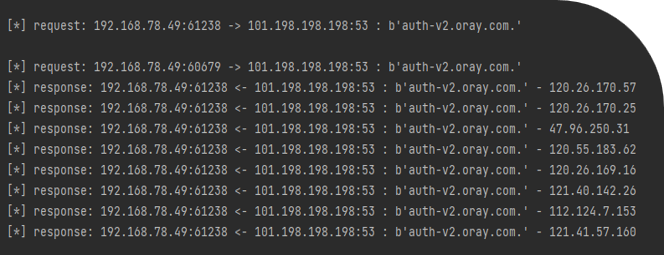 [*] request: 192.168.78.49:61238 -> 101.198.198.198:53 : b'auth-v2.oray.com.'
[*] request: 192.168.78.49:60679 -> 101.198.198.198:53 : b'auth-v2.oray.com.'
[*] response: 192.168.78.49:61238 <- 101.198.198.198:53 : b'auth-v2.oray.com.' - 120.26.170.57
[*] response: 192.168.78.49:61238 <- 101.198.198.198:53 : b'auth-v2.oray.com.' - 120.26.170.25
[*] response: 192.168.78.49:61238 <- 101.198.198.198:53 : b'auth-v2.oray.com.' - 47.96.250.31
[*] response: 192.168.78.49:61238 <- 101.198.198.198:53 : b'auth-v2.oray.com.' - 120.55.183.62
[*] response: 192.168.78.49:61238 <- 101.198.198.198:53 : b'auth-v2.oray.com.' - 120.26.169.16
[*] response: 192.168.78.49:61238 <- 101.198.198.198:53 : b'auth-v2.oray.com.' - 121.40.142.26
[*] response: 192.168.78.49:61238 <- 101.198.198.198:53 : b'auth-v2.oray.com.' - 112.124.7.153
[*] response: 192.168.78.49:61238 <- 101.198.198.198:53 : b'auth-v2.oray.com.' - 121.41.57.160